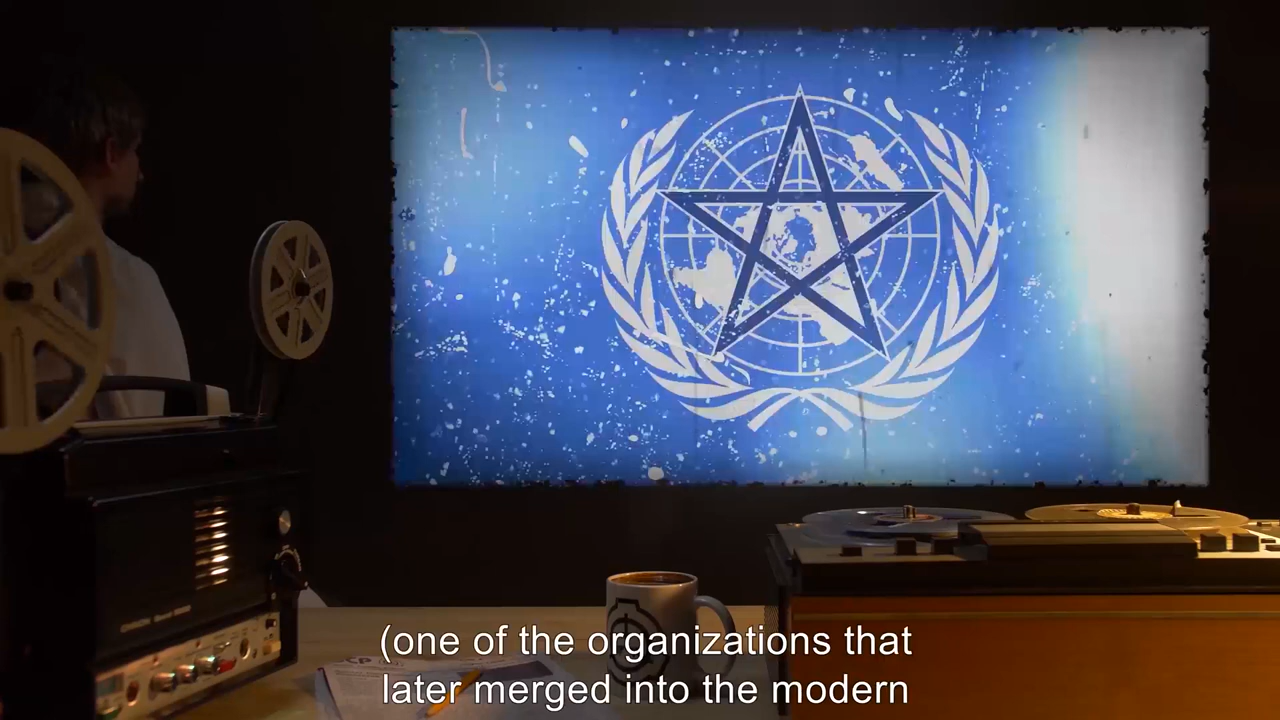 (one of the organizations that
later merged into the modern